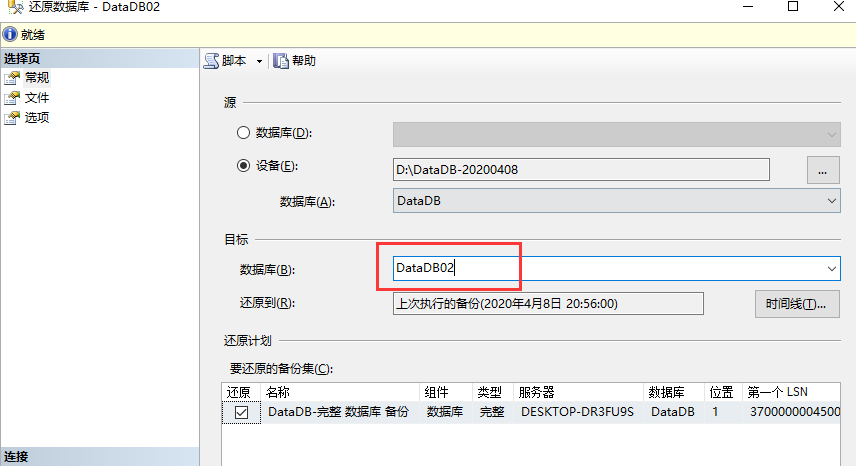 还原数据库 - DataDB02
就绪
选择页
常规
文件
选项
脚本 帮助
源
数据库(D):
设备(E): D:\DataDB-20200408 ...
数据库(A): DataDB
目标
数据库(B): DataDB02
还原到(R): 上次执行的备份(2020年4月8日 20:56:00) 时间线(T)...
还原计划
要还原的备份集(C):
还原 名称 组件 类型 服务器 数据库 位置 第一个 LSN
DataDB-完整 数据库 备份 数据库 完整 DESKTOP-DR3FU9S DataDB 1 3700000004500
连接